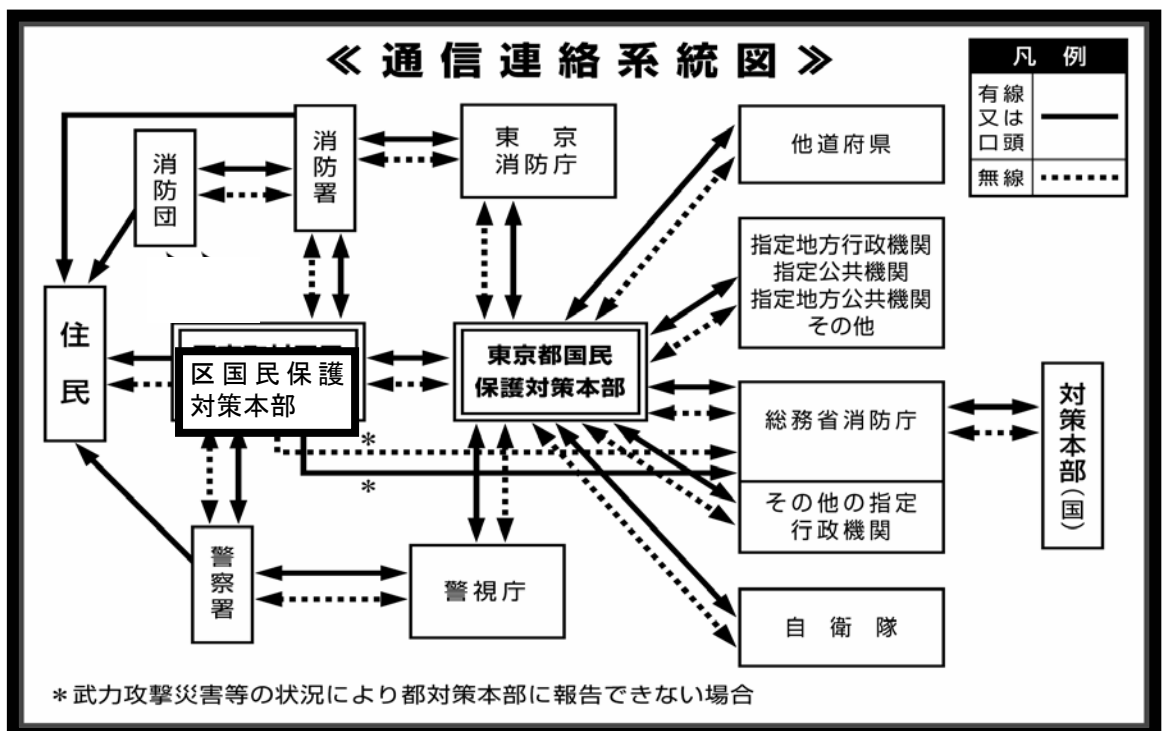 ≪通信連絡系統図≫
凡例
有線
又は
口頭
無線
消防団
消防署
東京
消防庁
他道府県
指定地方行政機関
指定公共機関
指定地方公共機関
その他
住民
区国民保護
対策本部
東京都国民
保護対策本部
総務省消防庁
対策本部(国)
*
*
その他の指定
行政機関
警察署
警視庁
自衛隊
*武力攻撃災害等の状況により都対策本部に報告できない場合